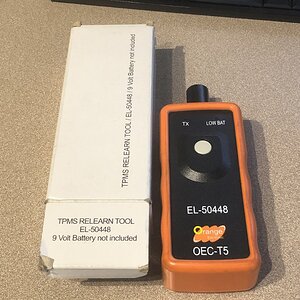 TPMS RELEARN TOOL / EL-50448 / 9 Volt Battery not included
TPMS RELEARN TOOL
EL-50448
9 Volt Battery not included
TX LOW BAT
EL-50448
Orange
OEC-T5